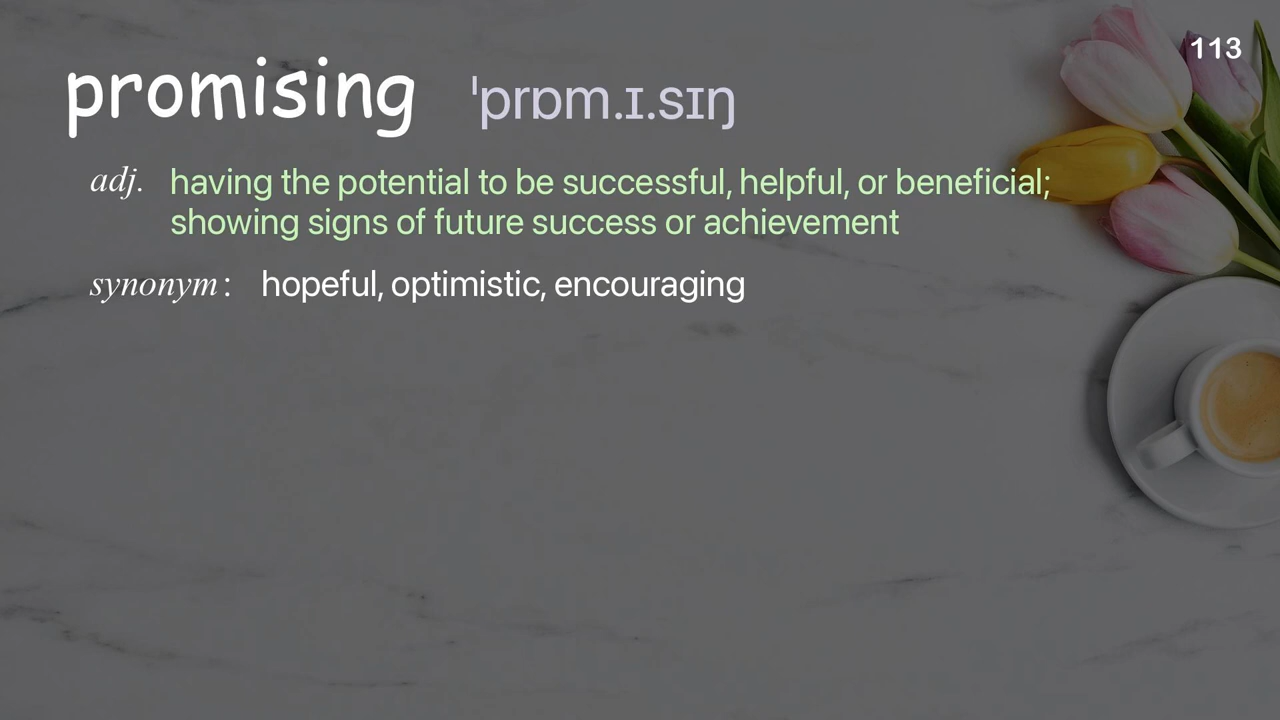 113
promising ˈprɒm.ɪ.sɪŋ
adj. having the potential to be successful, helpful, or beneficial;
showing signs of future success or achievement
synonym : hopeful, optimistic, encouraging